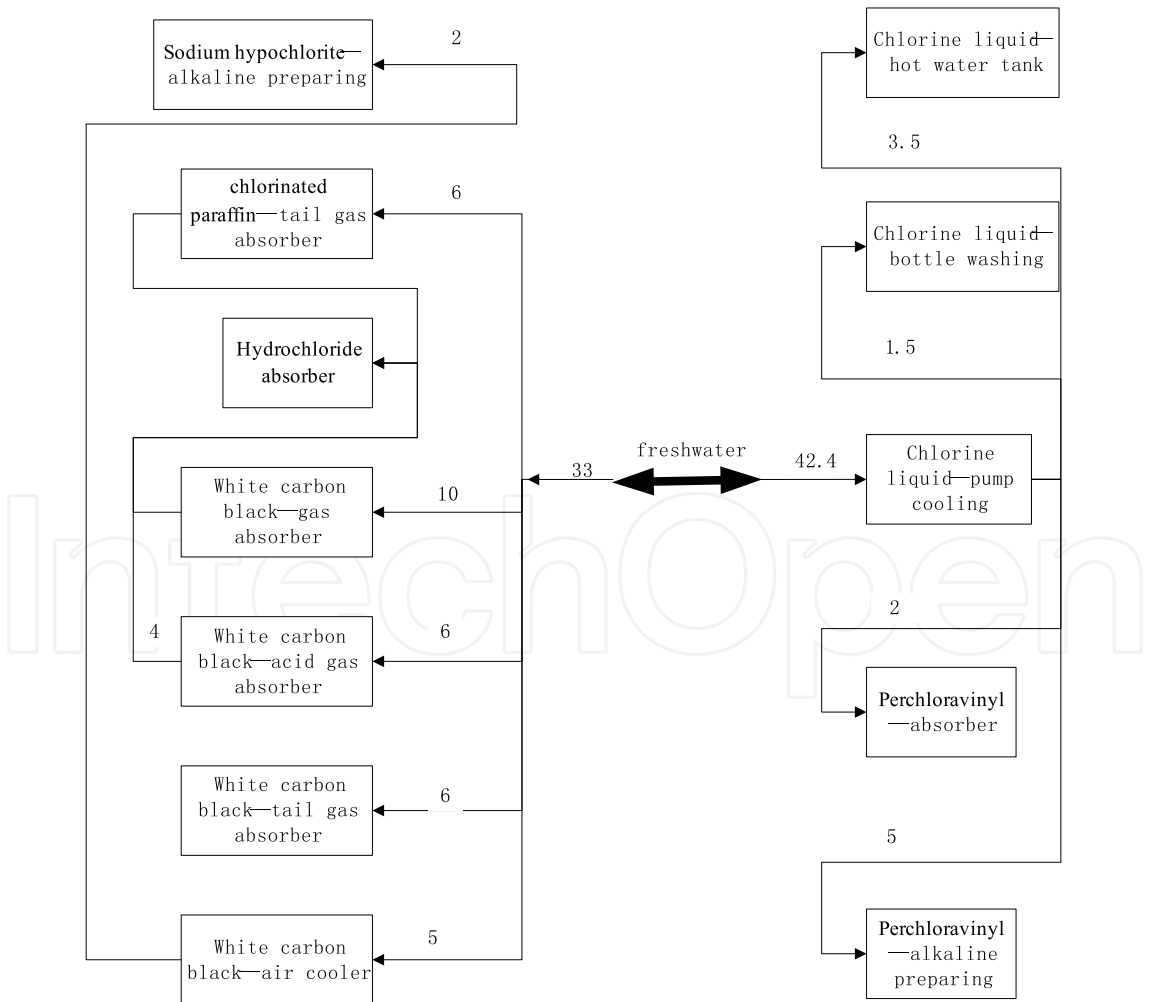 Sodium hypochlorite—
alkaline preparing
2
chlorinated
paraffin—tail gas
absorber
6
Hydrochloride
absorber
White carbon
black—gas
absorber
10
4
White carbon
black—acid gas
absorber
6
White carbon
black—tail gas
absorber
6
White carbon
black—air cooler
5
33
freshwater
42.4
Chlorine liquid—
hot water tank
3.5
Chlorine liquid—
bottle washing
1.5
Chlorine
liquid—pump
cooling
2
Perchloravinyl
—absorber
5
Perchloravinyl
—alkaline
preparing
IntechOpen